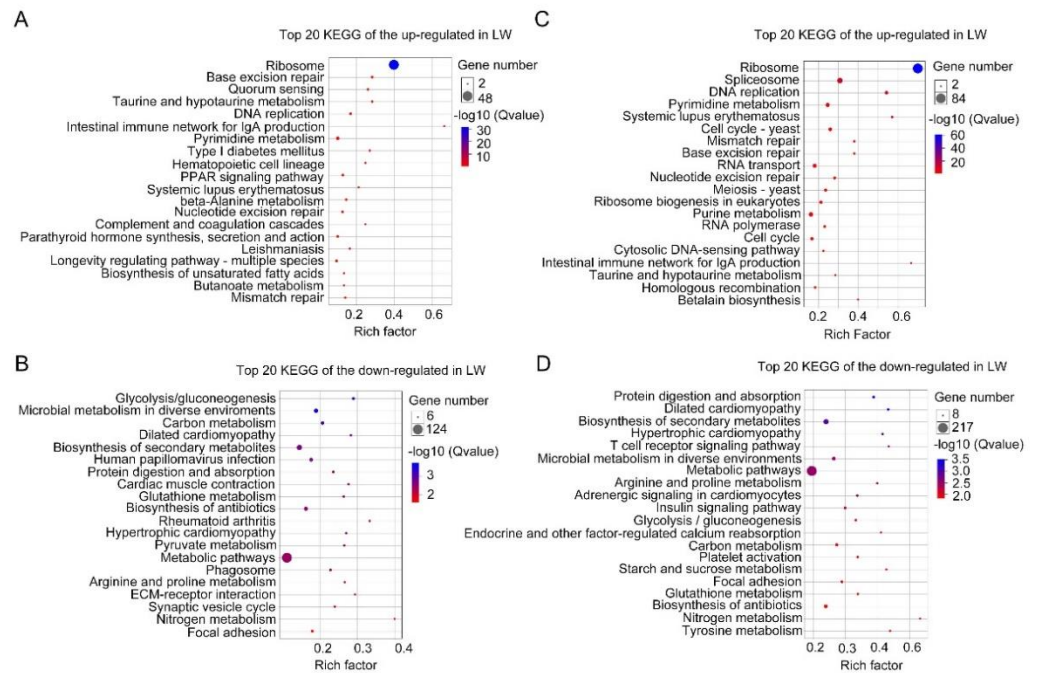 A
Top 20 KEGG of the up-regulated in LW
Ribosome
Base excision repair
Quorum sensing
Taurine and hypotaurine metabolism
DNA replication
Intestinal immune network for IgA production
Pyrimidine metabolism
Type I diabetes mellitus
Hematopoietic cell lineage
PPAR signaling pathway
Systemic lupus erythematosus
beta-Alanine metabolism
Nucleotide excision repair
Complement and coagulation cascades
Parathyroid hormone synthesis, secretion and action
Leishmaniasis
Longevity regulating pathway - multiple species
Biosynthesis of unsaturated fatty acids
Butanoate metabolism
Mismatch repair
0.2 0.4 0.6
Rich factor
Gene number
2
48
-log10 (Qvalue)
30
20
10
C
Top 20 KEGG of the up-regulated in LW
Ribosome
Spliceosome
DNA replication
Pyrimidine metabolism
Systemic lupus erythematosus
Cell cycle - yeast
Mismatch repair
Base excision repair
RNA transport
Nucleotide excision repair
Meiosis - yeast
Ribosome biogenesis in eukaryotes
Purine metabolism
RNA polymerase
Cell cycle
Cytosolic DNA-sensing pathway
Intestinal immune network for IgA production
Taurine and hypotaurine metabolism
Homologous recombination
Betalain biosynthesis
0.2 0.4 0.6
Rich Factor
Gene number
2
84
-log10 (Qvalue)
60
40
20
B
Top 20 KEGG of the down-regulated in LW
Glycolysis/gluconeogenesis
Microbial metabolism in diverse enviroments
Carbon metabolism
Dilated cardiomyopathy
Biosynthesis of secondary metabolites
Human papillomavirus infection
Protein digestion and absorption
Cardiac muscle contraction
Glutathione metabolism
Biosynthesis of antibiotics
Rheumatoid arthritis
Hypertrophic cardiomyopathy
Pyruvate metabolism
Metabolic pathways
Phagosome
Arginine and proline metabolism
ECM-receptor interaction
Synaptic vesicle cycle
Nitrogen metabolism
Focal adhesion
0.2 0.3 0.4
Rich factor
Gene number
6
124
-log10 (Qvalue)
3
2
D
Top 20 KEGG of the down-regulated in LW
Protein digestion and absorption
Dilated cardiomyopathy
Biosynthesis of secondary metabolites
Hypertrophic cardiomyopathy
T cell receptor signaling pathway
Microbial metabolism in diverse environments
Metabolic pathways
Arginine and proline metabolism
Adrenergic signaling in cardiomyocytes
Insulin signaling pathway
Glycolysis / gluconeogenesis
Endocrine and other factor-regulated calcium reabsorption
Carbon metabolism
Platelet activation
Starch and sucrose metabolism
Focal adhesion
Glutathione metabolism
Biosynthesis of antibiotics
Nitrogen metabolism
Tyrosine metabolism
0.2 0.3 0.4 0.6
Rich factor
Gene number
8
217
-log10 (Qvalue)
3.5
3.0
2.5
2.0